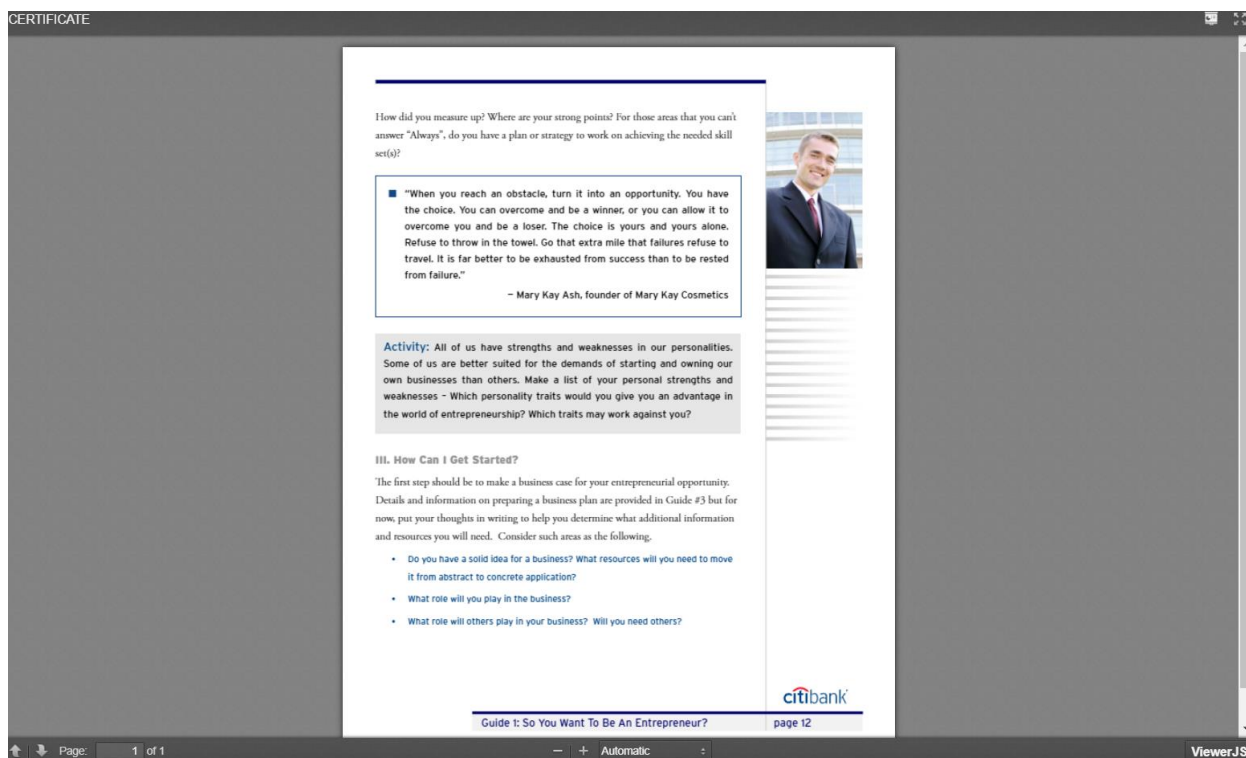 CERTIFICATE
How did you measure up? Where are your strong points? For those areas that you can't
answer “Always”, do you have a plan or strategy to work on achieving the needed skill
set(s)?
“When you reach an obstacle, turn it into an opportunity. You have
the choice. You can overcome and be a winner, or you can allow it to
overcome you and be a loser. The choice is yours and yours alone.
Refuse to throw in the towel. Go that extra mile that failures refuse to
travel. It is far better to be exhausted from success than to be rested
from failure.”
– Mary Kay Ash, founder of Mary Kay Cosmetics
Activity: All of us have strengths and weaknesses in our personalities.
Some of us are better suited for the demands of starting and owning our
own businesses than others. Make a list of your personal strengths and
weaknesses – Which personality traits would you give you an advantage in
the world of entrepreneurship? Which traits may work against you?
III. How Can I Get Started?
The first step should be to make a business case for your entrepreneurial opportunity.
Details and information on preparing a business plan are provided in Guide #3 but for
now, put your thoughts in writing to help you determine what additional information
and resources you will need. Consider such areas as the following.
• Do you have a solid idea for a business? What resources will you need to move
it from abstract to concrete application?
• What role will you play in the business?
• What role will others play in your business? Will you need others?
citibank
Guide 1: So You Want To Be An Entrepreneur? page 12
Page: 1 of 1 − + Automatic ViewerJS